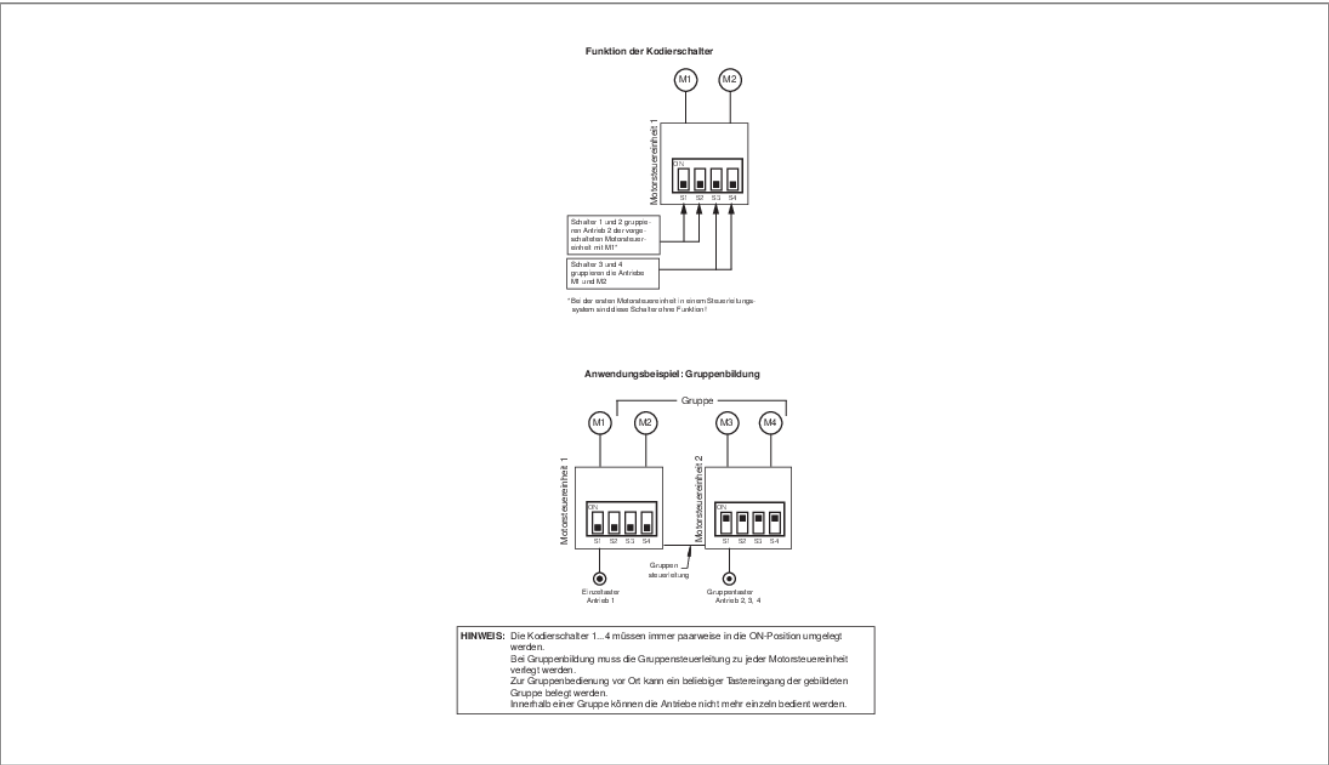 Funktion der Kodierschalter
M1 M2
Motorsteuereinheit 1
ON
S1 S2 S3 S4
Schalter 1 und 2 gruppie-
ren Antrieb 2 der vorge-
schalteten Motorsteuer-
einheit mit M1*
Schalter 3 und 4
gruppieren die Antriebe
M1 und M2
*Bei der ersten Motorsteuereinheit in einem Steuerleitungs-
system sind diese Schalter ohne Funktion!
Anwendungsbeispiel: Gruppenbildung
Gruppe
M1 M2 M3 M4
Motorsteuereinheit 1
Motorsteuereinheit 2
ON ON
S1 S2 S3 S4 S1 S2 S3 S4
Gruppen
steuerleitung
Einzeltaster
Antrieb 1
Gruppentaster
Antrieb 2, 3, 4
HINWEIS: Die Kodierschalter 1...4 müssen immer paarweise in die ON-Position umgelegt
werden.
Bei Gruppenbildung muss die Gruppensteuerleitung zu jeder Motorsteuereinheit
verlegt werden.
Zur Gruppenbedienung vor Ort kann ein beliebiger Tastereingang der gebildeten
Gruppe belegt werden.
Innerhalb einer Gruppe können die Antriebe nicht mehr einzeln bedient werden.